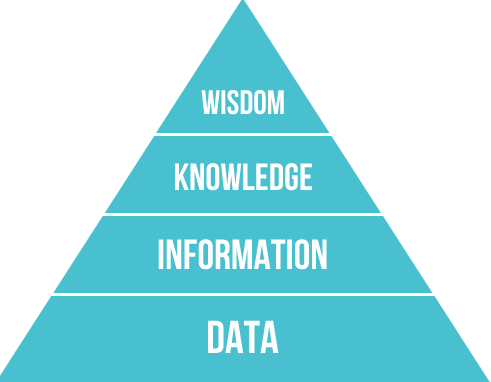 WISDOM
KNOWLEDGE
INFORMATION
DATA